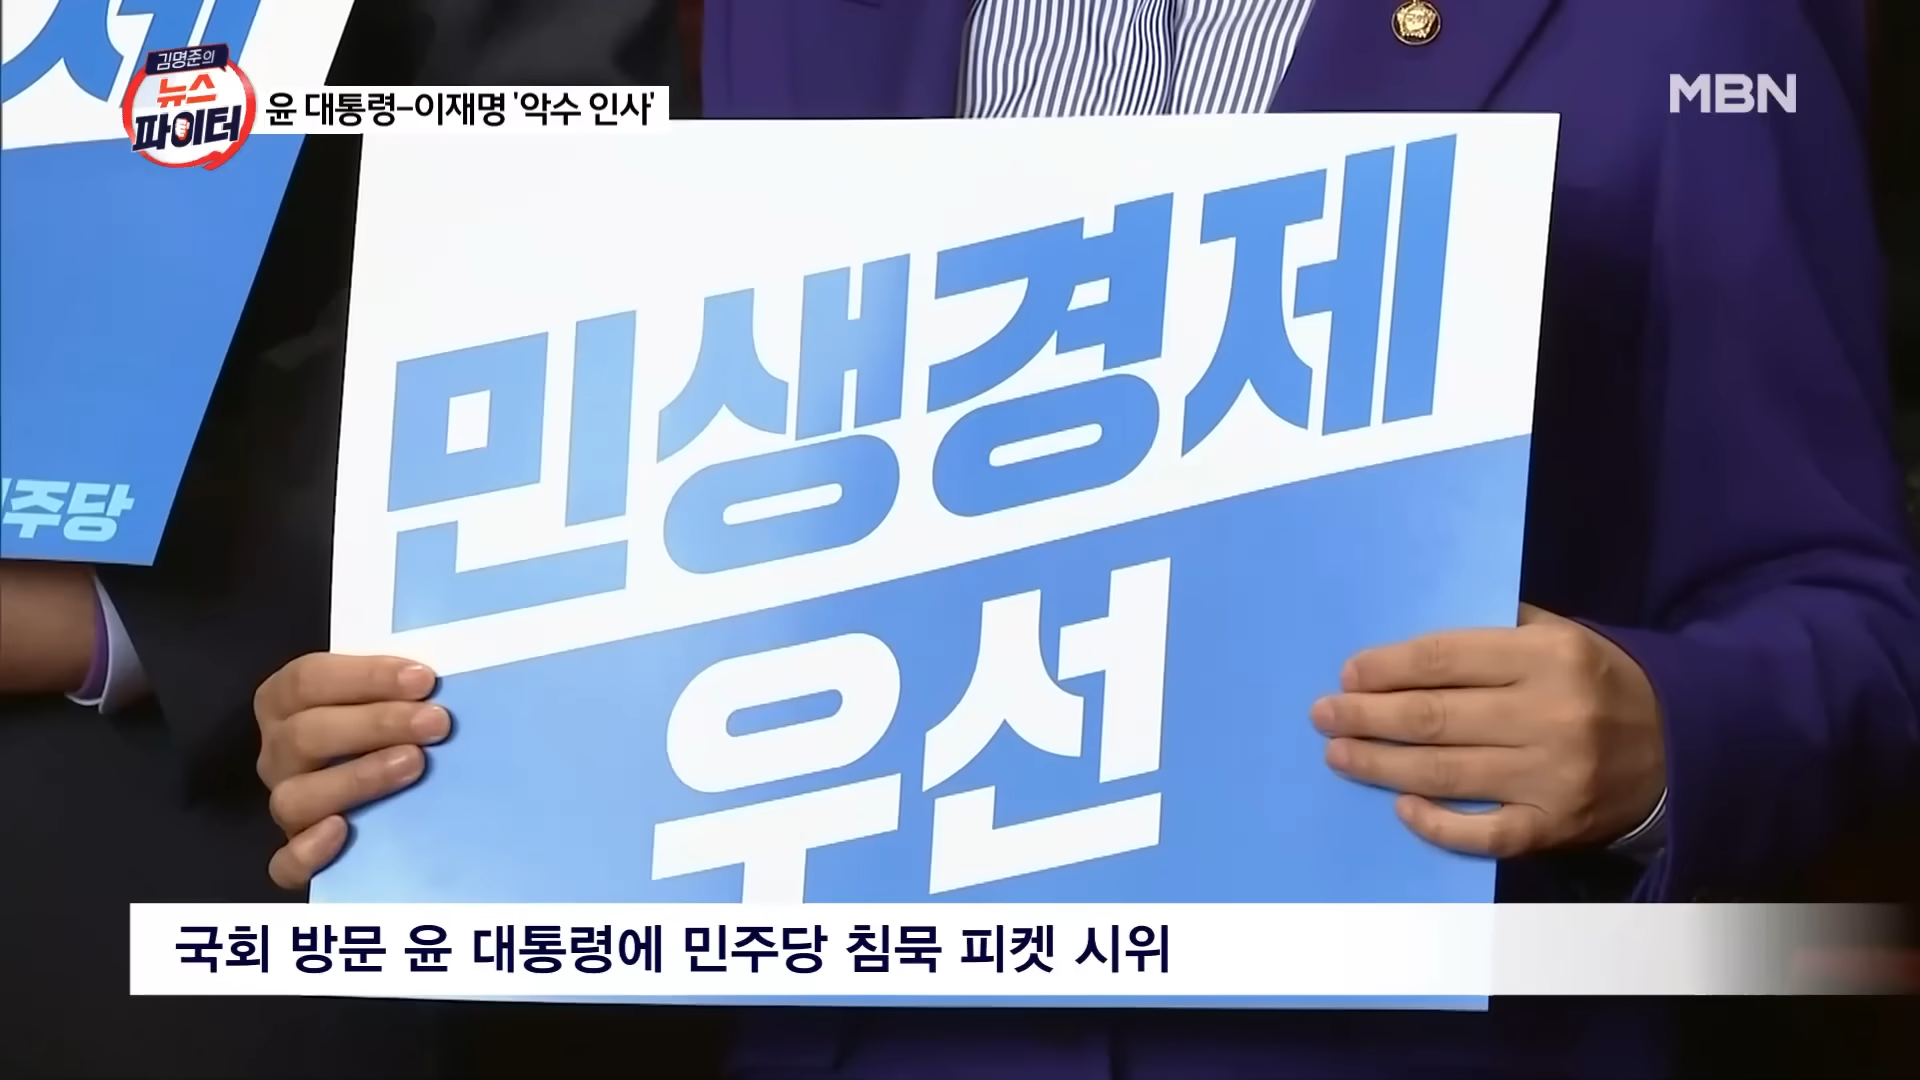 김명준의
뉴스
파이터
윤 대통령-이재명 '악수 인사'
MBN
제
민생경제
우선
주당
국회 방문 윤 대통령에 민주당 침묵 피켓 시위